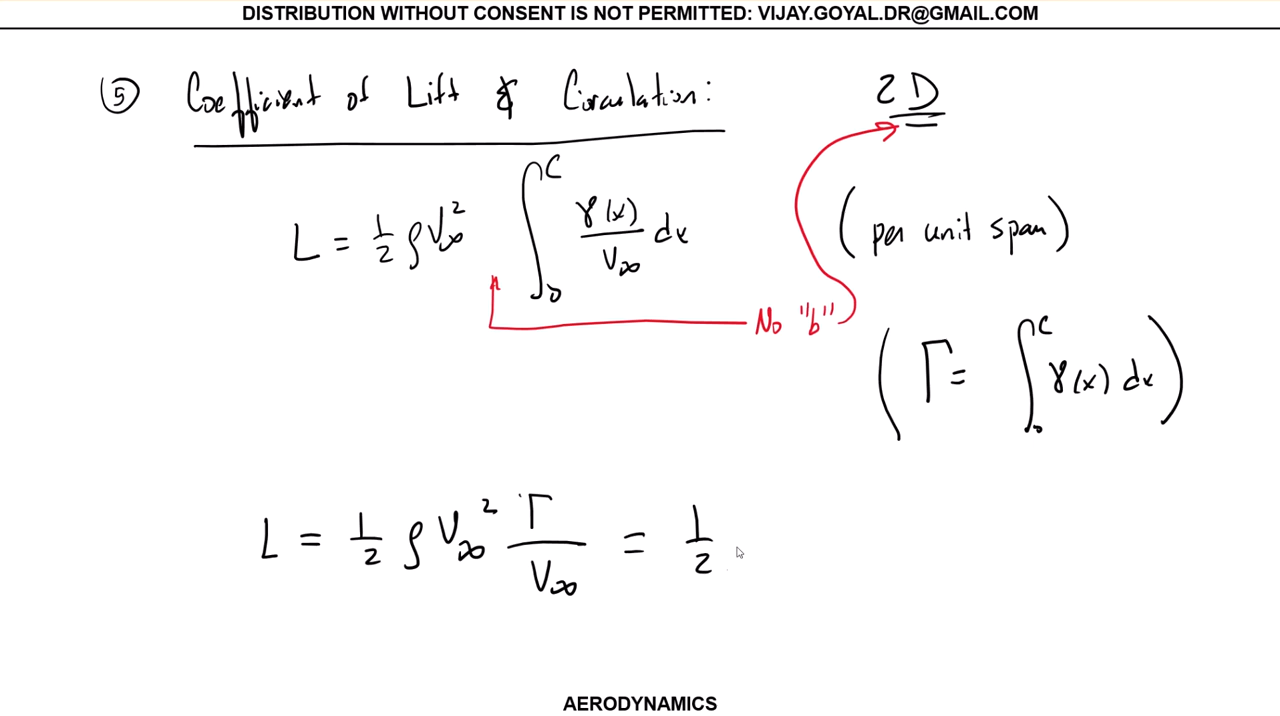 DISTRIBUTION WITHOUT CONSENT IS NOT PERMITTED: VIJAY.GOYAL.DR@GMAIL.COM
⑤ Coefficient of Lift & Circulation: 2D
L = 1/2 ρ V∞² ∫₀ᶜ γ(x)/V∞ dx
(per unit span)
No "b"
(Γ = ∫₀ᶜ γ(x) dx)
L = 1/2 ρ V∞² Γ/V∞ = 1/2
AERODYNAMICS